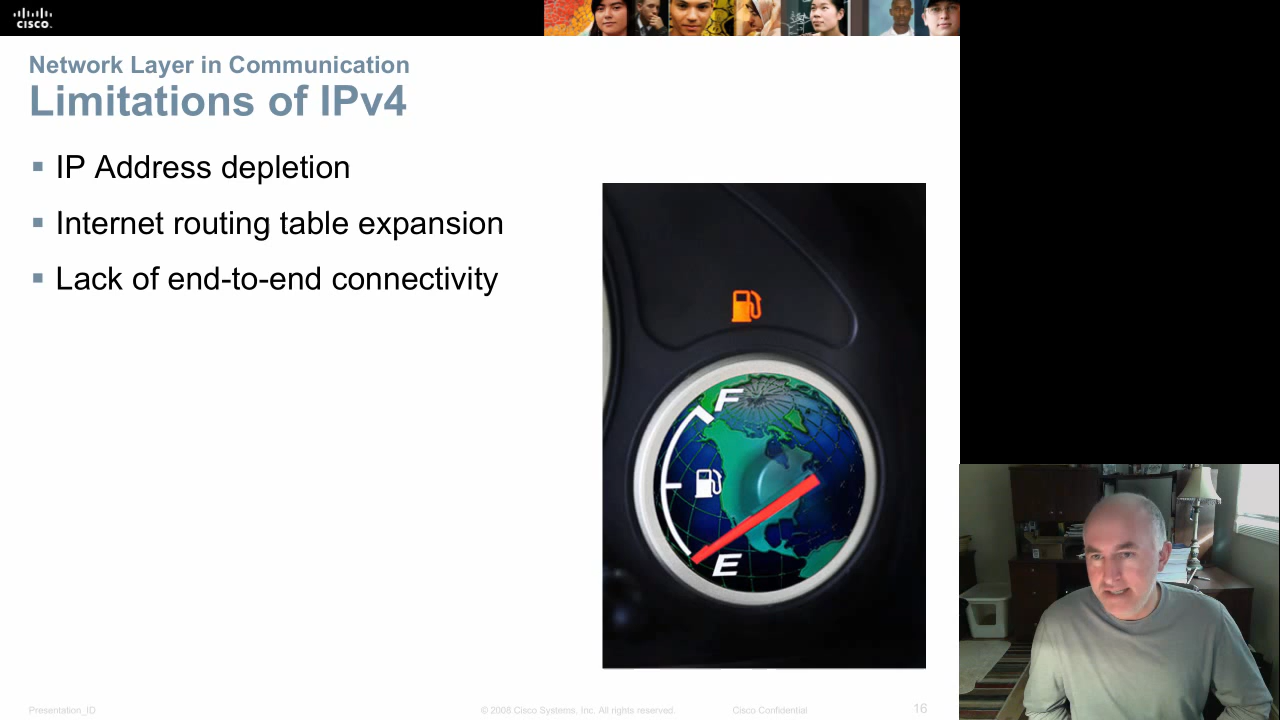 CISCO
Network Layer in Communication
Limitations of IPv4
IP Address depletion
Internet routing table expansion
Lack of end-to-end connectivity
F
E
Presentation_ID
© 2008 Cisco Systems, Inc. All rights reserved.
Cisco Confidential
16